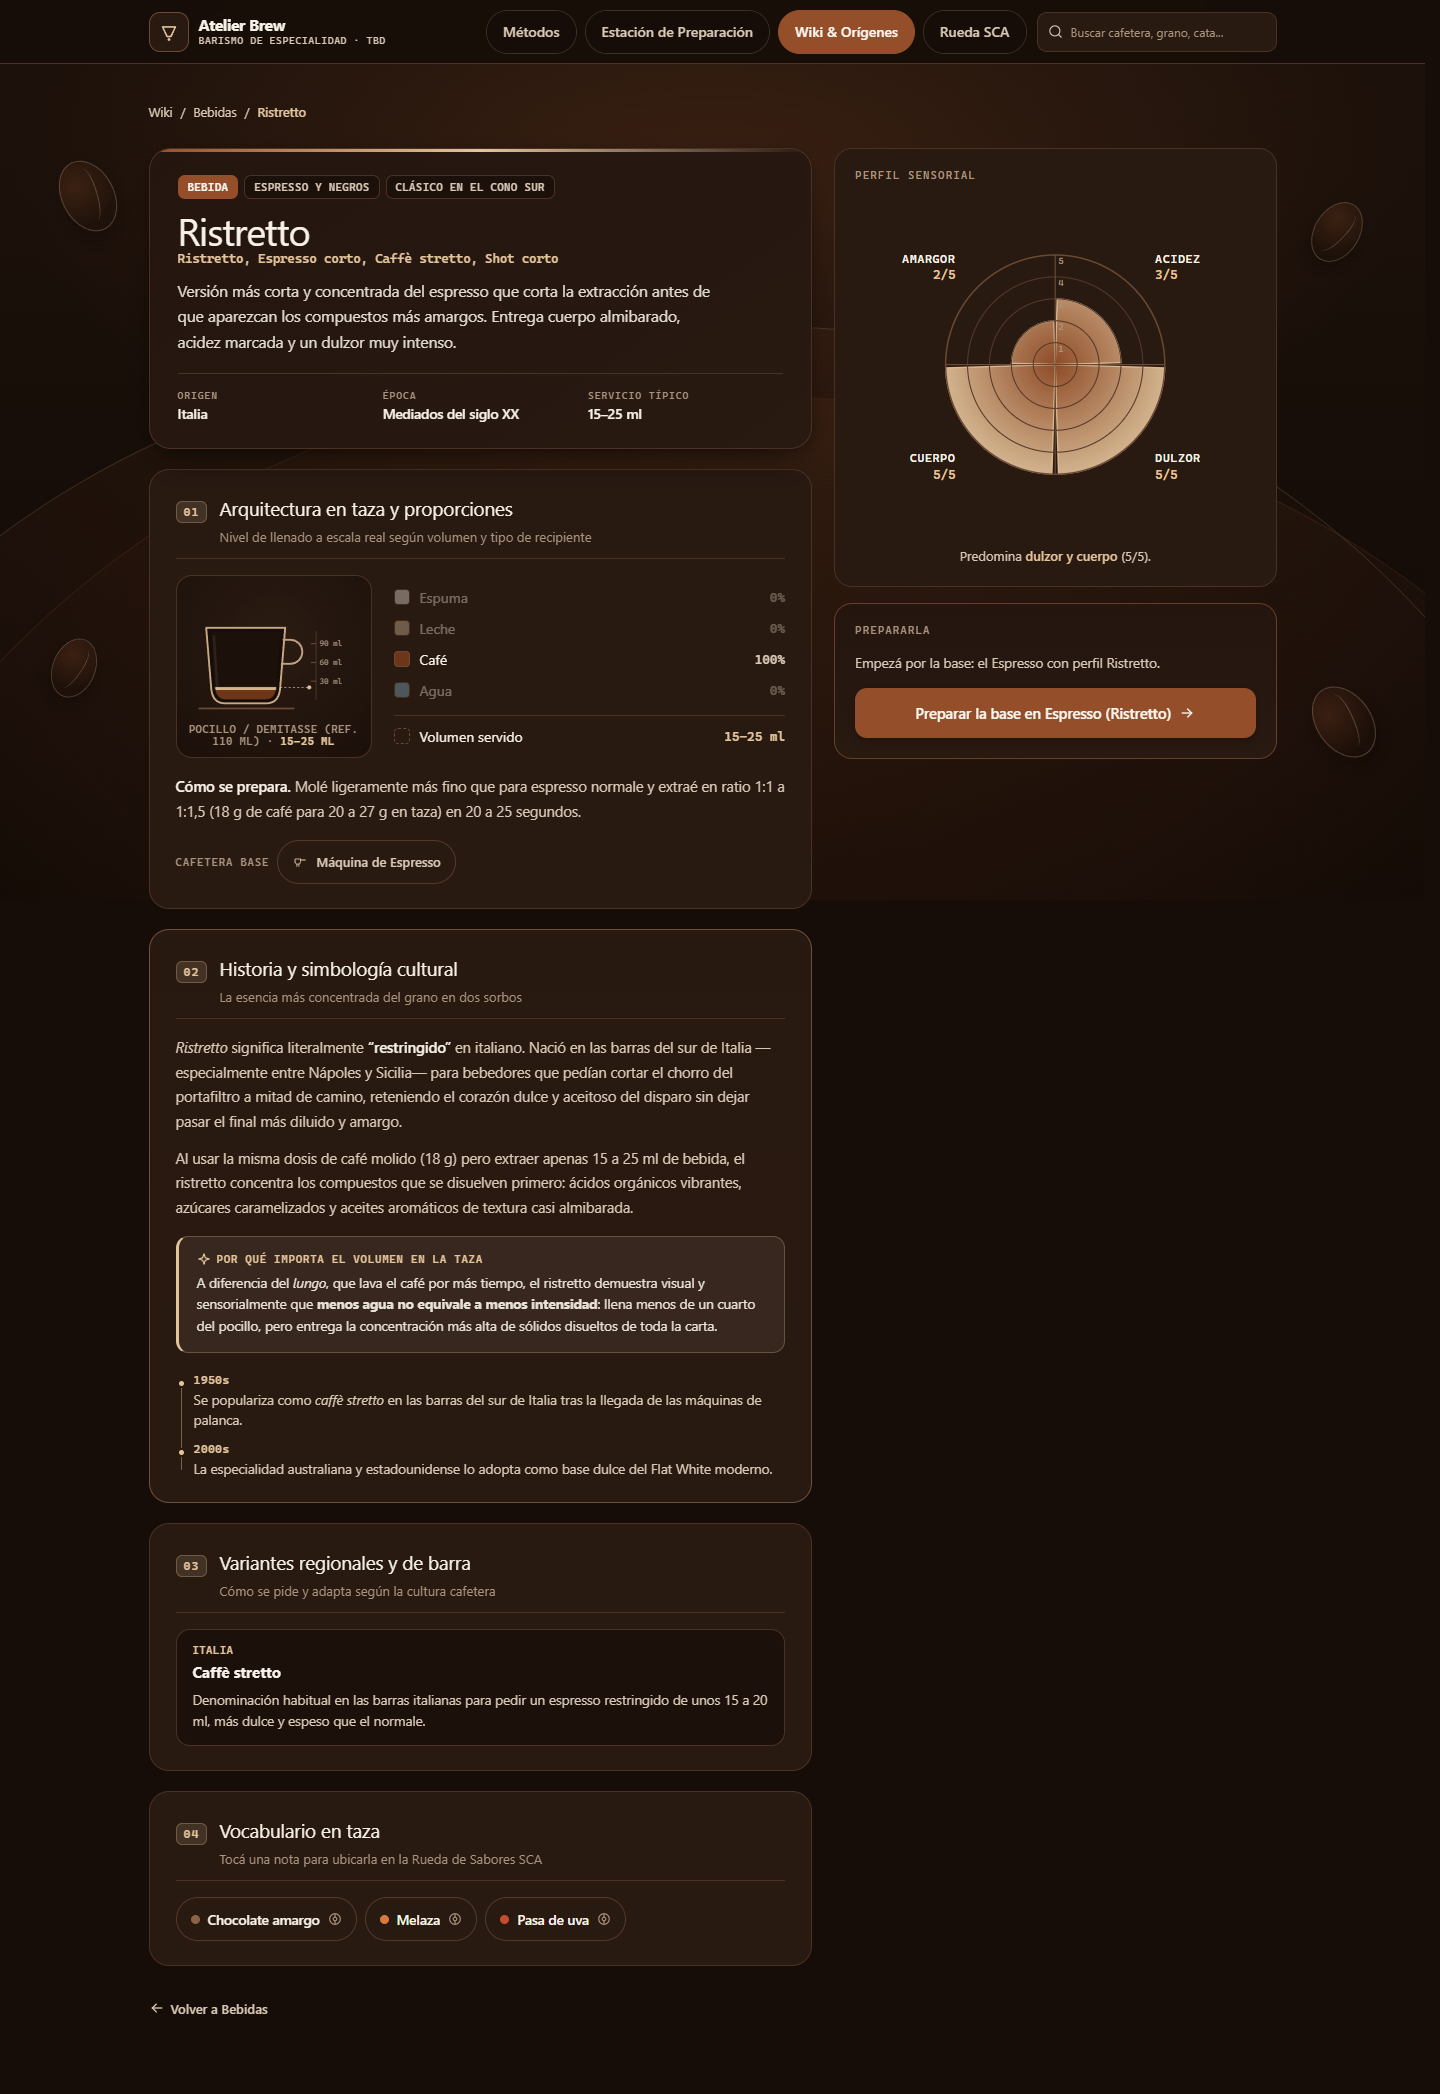 Atelier Brew
BARISMO DE ESPECIALIDAD · TBD
Métodos
Estación de Preparación
Wiki & Orígenes
Rueda SCA
Buscar cafetera, grano, cata...
Wiki / Bebidas / Ristretto
BEBIDA
ESPRESSO Y NEGROS
CLÁSICO EN EL CONO SUR
Ristretto
Ristretto, Espresso corto, Caffè stretto, Shot corto
Versión más corta y concentrada del espresso que corta la extracción antes de
que aparezcan los compuestos más amargos. Entrega cuerpo almibarado,
acidez marcada y un dulzor muy intenso.
ORIGEN
Italia
ÉPOCA
Mediados del siglo XX
SERVICIO TÍPICO
15–25 ml
PERFIL SENSORIAL
AMARGOR
2/5
ACIDEZ
3/5
5
4
2
1
CUERPO
5/5
DULZOR
5/5
Predomina dulzor y cuerpo (5/5).
PREPARARLA
Empezá por la base: el Espresso con perfil Ristretto.
Preparar la base en Espresso (Ristretto) →
01
Arquitectura en taza y proporciones
Nivel de llenado a escala real según volumen y tipo de recipiente
90 ml
60 ml
30 ml
POCILLO / DEMITASSE (REF.
110 ML) · 15–25 ML
Espuma 0%
Leche 0%
Café 100%
Agua 0%
Volumen servido 15–25 ml
Cómo se prepara. Molé ligeramente más fino que para espresso normale y extraé en ratio 1:1 a
1:1,5 (18 g de café para 20 a 27 g en taza) en 20 a 25 segundos.
CAFETERA BASE
Máquina de Espresso
02
Historia y simbología cultural
La esencia más concentrada del grano en dos sorbos
Ristretto significa literalmente “restringido” en italiano. Nació en las barras del sur de Italia —
especialmente entre Nápoles y Sicilia— para bebedores que pedían cortar el chorro del
portafiltro a mitad de camino, reteniendo el corazón dulce y aceitoso del disparo sin dejar
pasar el final más diluido y amargo.
Al usar la misma dosis de café molido (18 g) pero extraer apenas 15 a 25 ml de bebida, el
ristretto concentra los compuestos que se disuelven primero: ácidos orgánicos vibrantes,
azúcares caramelizados y aceites aromáticos de textura casi almibarada.
POR QUÉ IMPORTA EL VOLUMEN EN LA TAZA
A diferencia del lungo, que lava el café por más tiempo, el ristretto demuestra visual y
sensorialmente que menos agua no equivale a menos intensidad: llena menos de un cuarto
del pocillo, pero entrega la concentración más alta de sólidos disueltos de toda la carta.
1950s
Se populariza como caffè stretto en las barras del sur de Italia tras la llegada de las máquinas de
palanca.
2000s
La especialidad australiana y estadounidense lo adopta como base dulce del Flat White moderno.
03
Variantes regionales y de barra
Cómo se pide y adapta según la cultura cafetera
ITALIA
Caffè stretto
Denominación habitual en las barras italianas para pedir un espresso restringido de unos 15 a 20
ml, más dulce y espeso que el normale.
04
Vocabulario en taza
Tocá una nota para ubicarla en la Rueda de Sabores SCA
Chocolate amargo
Melaza
Pasa de uva
← Volver a Bebidas